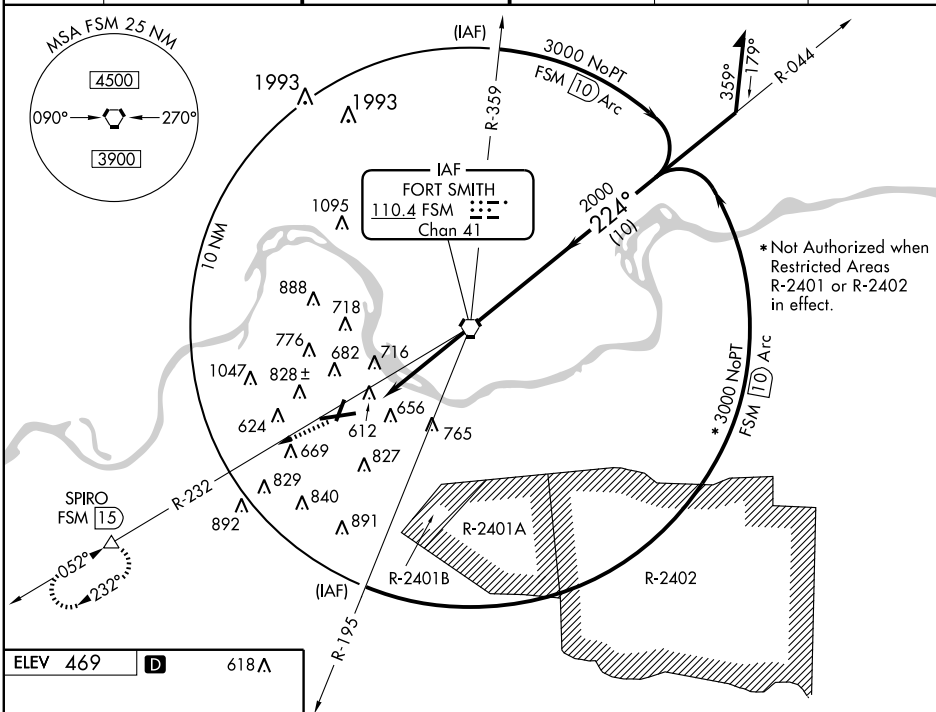 MSA FSM 25 NM
4500
090°
270°
3900
(IAF)
3000 NoPT
FSM 10 Arc
359°
179°
R-044
1993
1993
R-359
IAF
FORT SMITH
110.4 FSM
Chan 41
2000
224°
(10)
1095
10 NM
* Not Authorized when
Restricted Areas
R-2401 or R-2402
in effect.
888
718
776
682
716
1047
828±
624
612
656
765
669
827
* 3000 NoPT
FSM 10 Arc
829
840
892
891
R-232
SPIRO
FSM 15
052°
232°
R-2401A
R-2401B
R-2402
(IAF)
R-195
ELEV 469
D
618